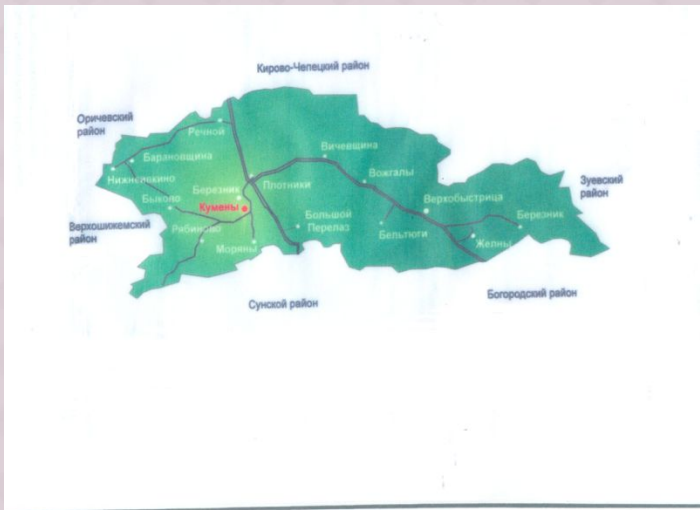 Кирово-Чепецкий район
Оричевский
район
Речной
Вичевщина
Барановщина
Вожгалы
Нижнеивкино
Плотники
Зуевский
район
Березник
Быково
Верхобыстрица
Березник
Кумены
Большой
Перелаз
Верхошижемский
район
Рябиново
Бельтюги
Моряны
Желны
Богородский район
Сунской район